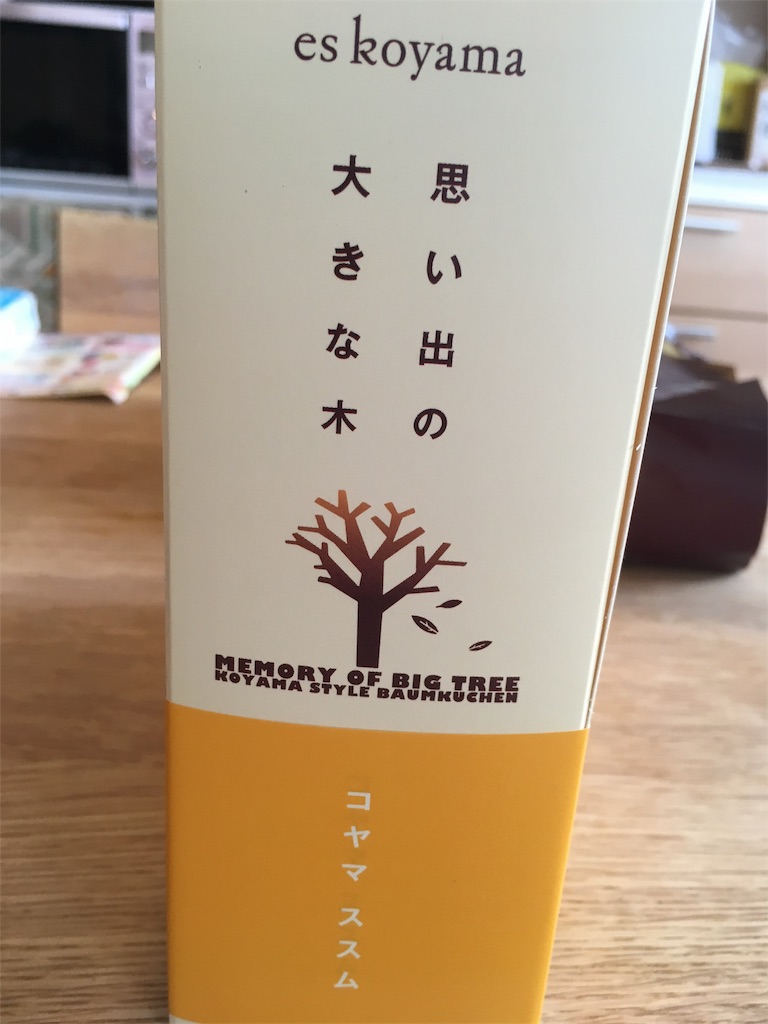 es koyama
思い出の
大きな木
MEMORY OF BIG TREE
KOYAMA STYLE BAUMKUCHEN
コヤマ ススム